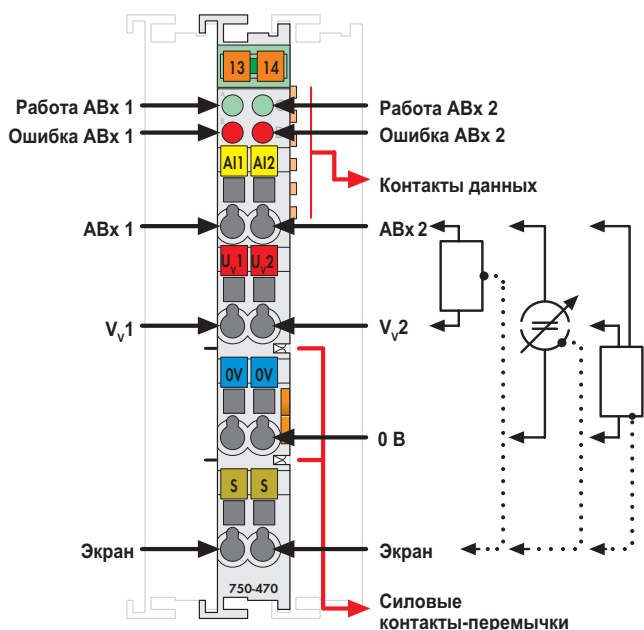 13 14
A
Работа АВх 1
Работа АВх 2
B
Ошибка АВх 1
Ошибка АВх 2
AI1 AI2
Контакты данных
АВх 1
АВх 2
Uv1 Uv2
Vv1
Vv2
0V 0V
0 В
S S
Экран
Экран
750-470
Силовые
контакты-перемычки